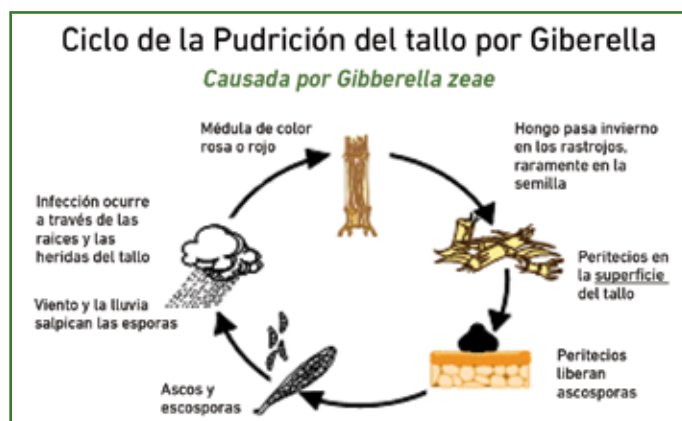 Ciclo de la Pudrición del tallo por Giberella
Causada por Gibberella zeae
Médula de color
rosa o rojo
Hongo pasa invierno
en los rastrojos,
raramente en la
semilla
Peritecios en
la superficie
del tallo
Peritecios
liberan
ascosporas
Ascos y
escosporas
Viento y la lluvia
salpican las esporas
Infección ocurre
a través de las
raices y las
heridas del tallo